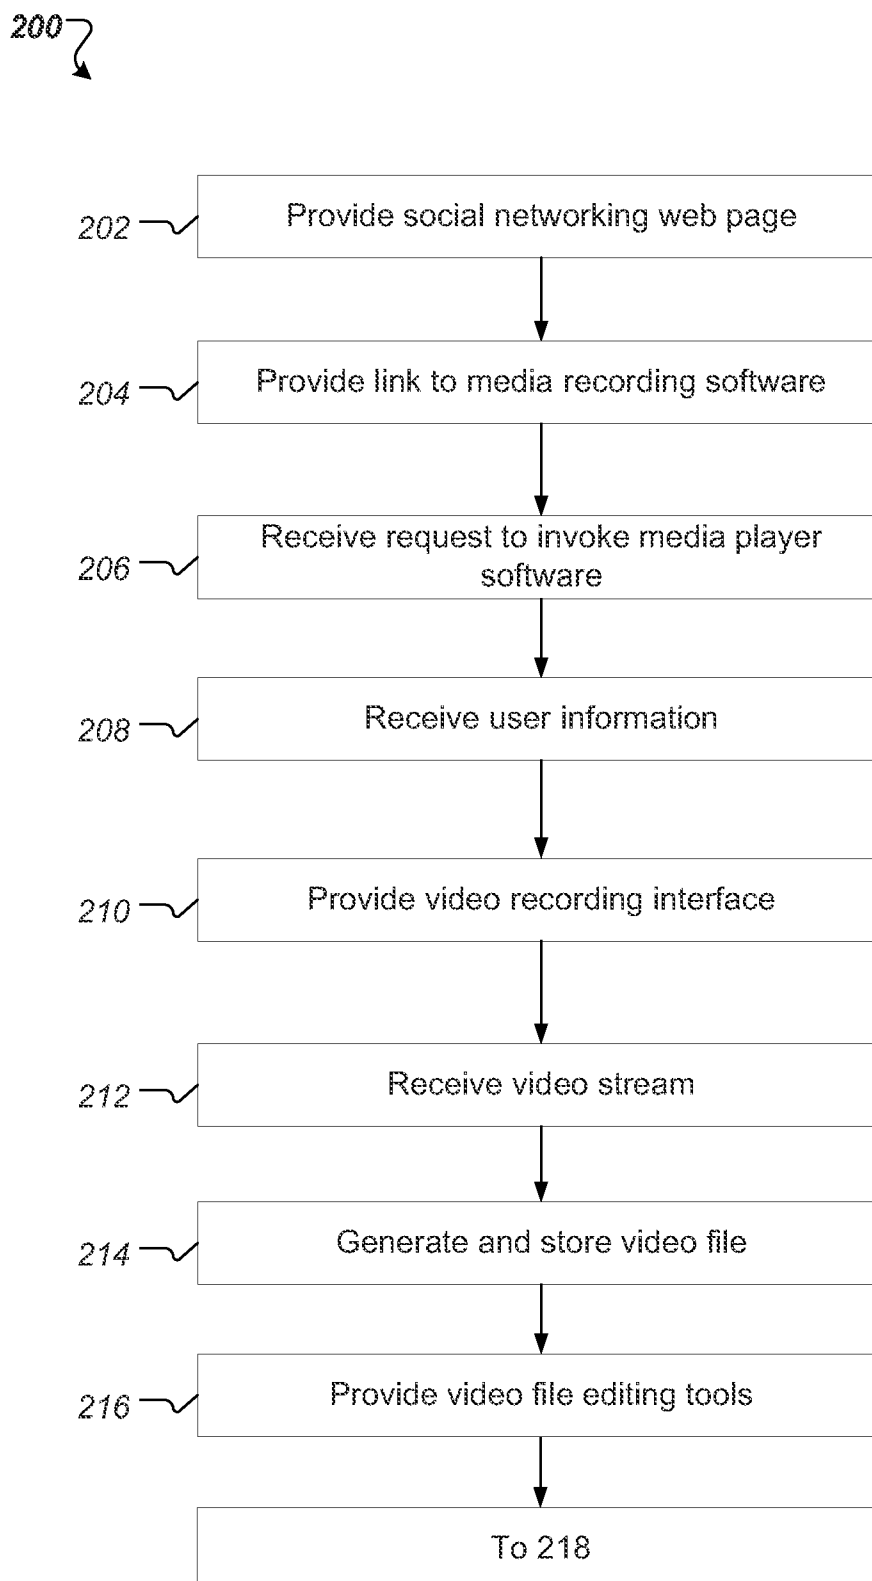 200
202
Provide social networking web page
204
Provide link to media recording software
206
Receive request to invoke media player
software
208
Receive user information
210
Provide video recording interface
212
Receive video stream
214
Generate and store video file
216
Provide video file editing tools
To 218